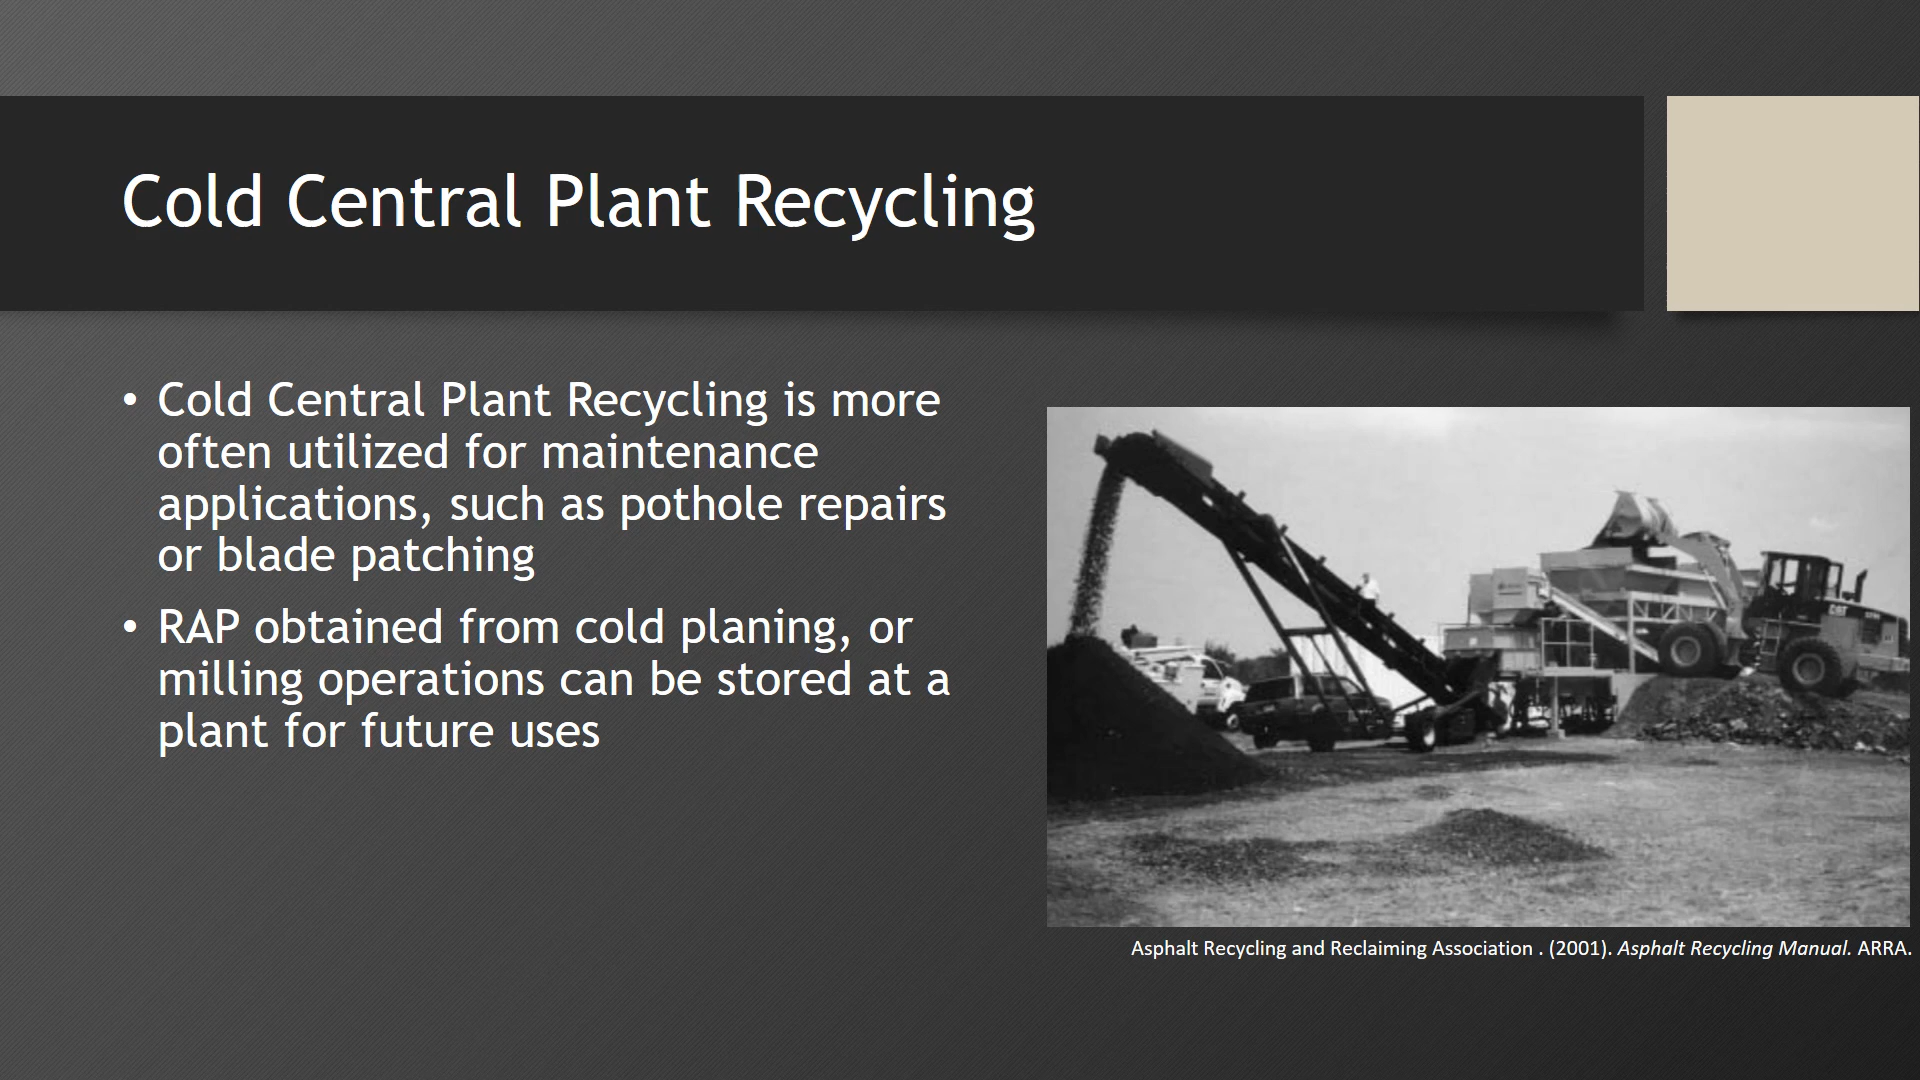 Cold Central Plant Recycling
• Cold Central Plant Recycling is more
often utilized for maintenance
applications, such as pothole repairs
or blade patching
• RAP obtained from cold planing, or
milling operations can be stored at a
plant for future uses
CAT
Asphalt Recycling and Reclaiming Association . (2001). Asphalt Recycling Manual. ARRA.